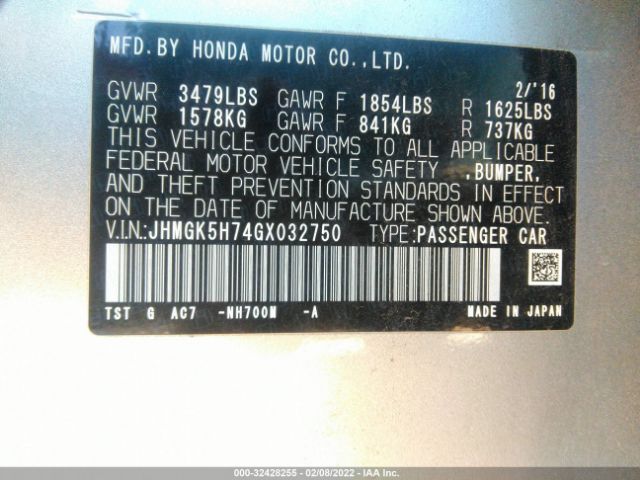 MFD.BY HONDA MOTOR CO.,LTD.
2/'16
GVWR 3479LBS GAWR F 1854LBS R 1625LBS
GVWR 1578KG GAWR F 841KG R 737KG
THIS VEHICLE CONFORMS TO ALL APPLICABLE
FEDERAL MOTOR VEHICLE SAFETY ,BUMPER,
AND THEFT PREVENTION STANDARDS IN EFFECT
ON THE DATE OF MANUFACTURE SHOWN ABOVE.
V.IN.:JHMGK5H74GX032750 TYPE:PASSENGER CAR
TST G AC7 -NH700M -A MADE IN JAPAN
000-32428255 - 02/08/2022 - IAA Inc.